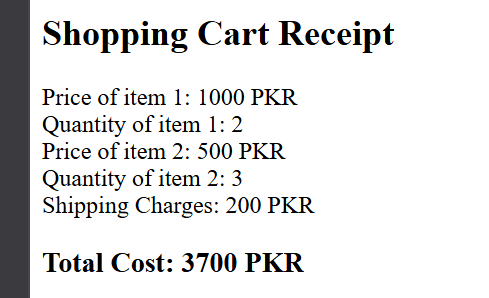 Shopping Cart Receipt
Price of item 1: 1000 PKR
Quantity of item 1: 2
Price of item 2: 500 PKR
Quantity of item 2: 3
Shipping Charges: 200 PKR
Total Cost: 3700 PKR